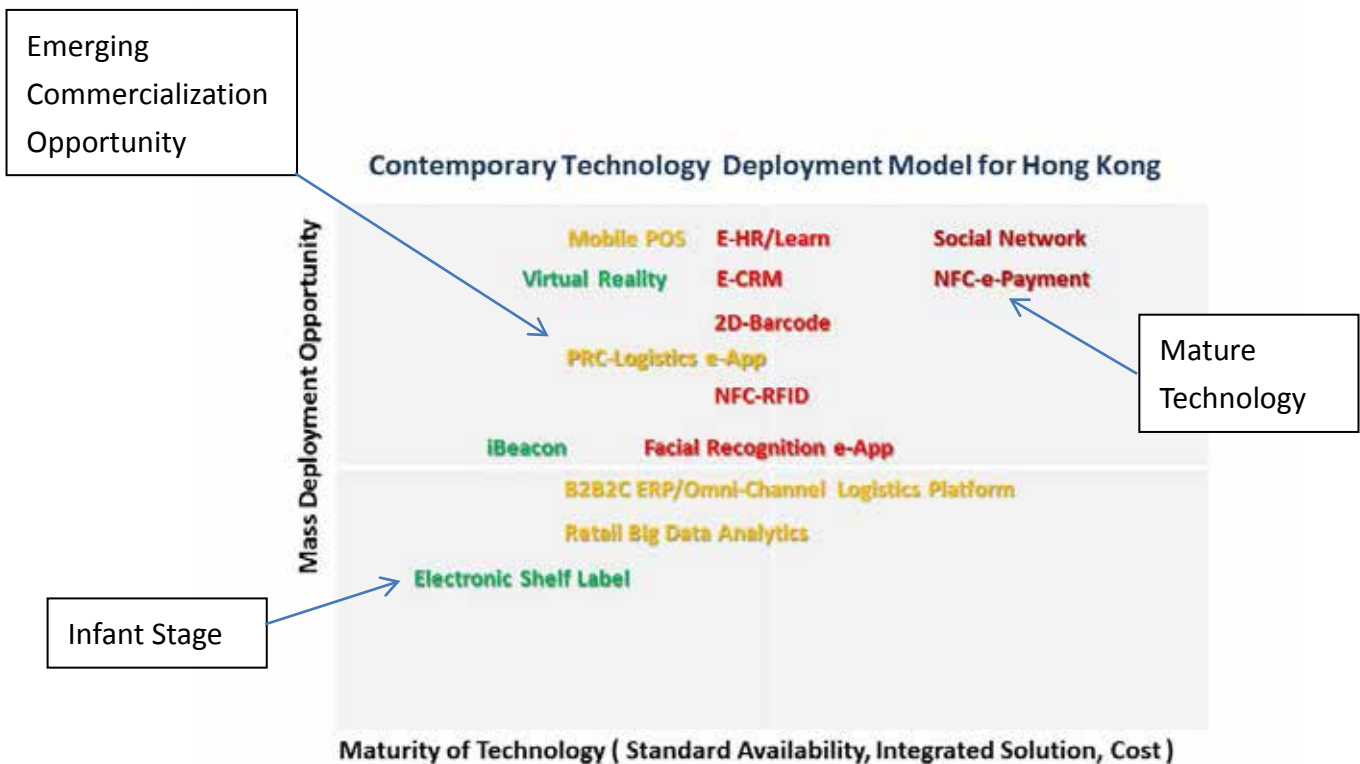 Emerging
Commercialization
Opportunity
Contemporary Technology Deployment Model for Hong Kong
Mass Deployment Opportunity
Mobile POS E-HR/Learn Social Network
Virtual Reality E-CRM NFC-e-Payment
2D-Barcode
PRC-Logistics e-App
NFC-RFID
Mature
Technology
iBeacon Facial Recognition e-App
B2B2C ERP/Omni-Channel Logistics Platform
Retail Big Data Analytics
Electronic Shelf Label
Infant Stage
Maturity of Technology ( Standard Availability, Integrated Solution, Cost )